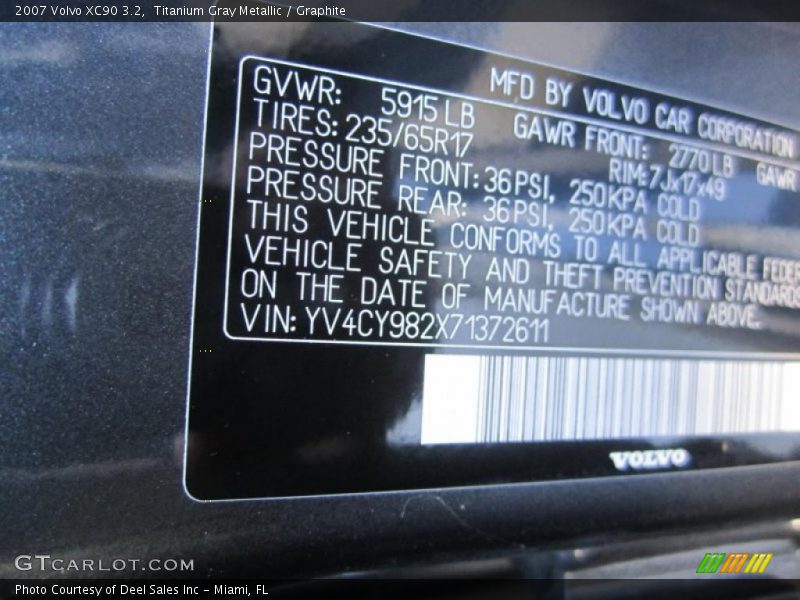 2007 Volvo XC90 3.2,  Titanium Gray Metallic / Graphite
MFD BY VOLVO CAR CORPORATION
GVWR: 5915 LB GAWR FRONT: 2770 LB GAWR
TIRES: 235/65R17 RIM: 7Jx17x49
PRESSURE FRONT: 36 PSI, 250 KPA COLD
PRESSURE REAR: 36 PSI, 250 KPA COLD
THIS VEHICLE CONFORMS TO ALL APPLICABLE
VEHICLE SAFETY AND THEFT PREVENTION STANDARDS
ON THE DATE OF MANUFACTURE SHOWN ABOVE.
VIN: YV4CY982X71372611
VOLVO
GTCARLOT.COM
Photo Courtesy of Deel Sales Inc - Miami, FL